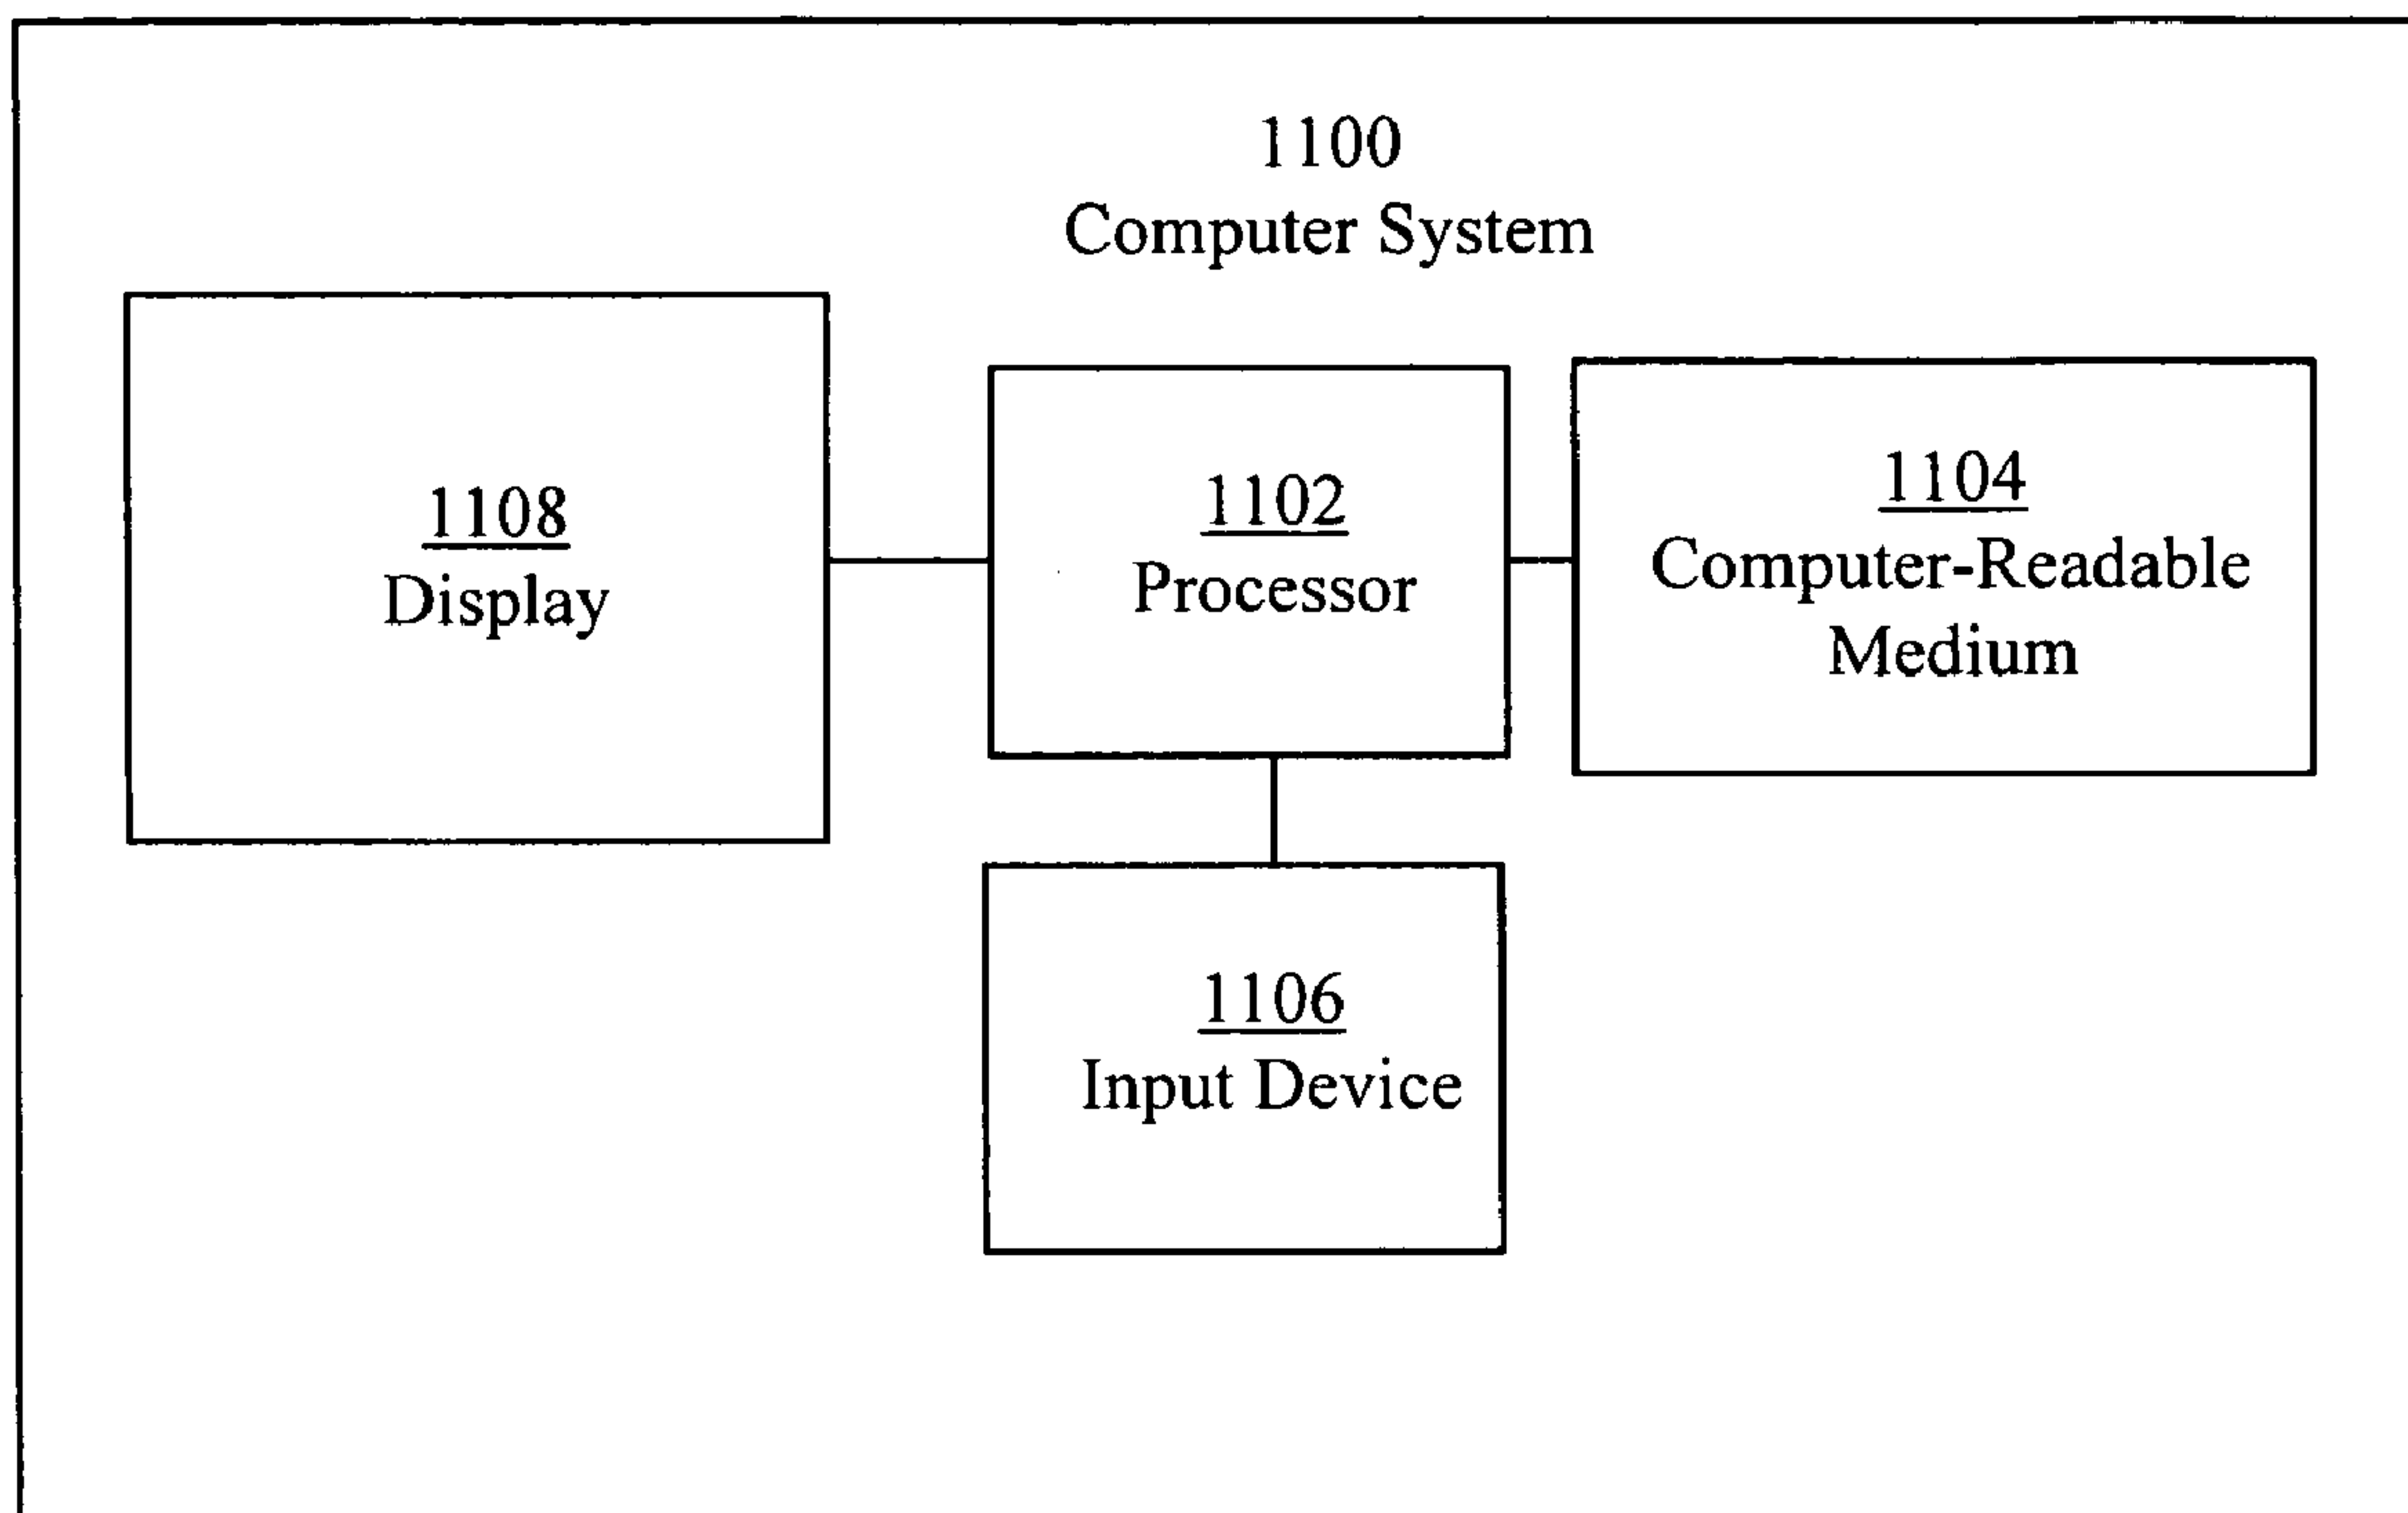 1100
Computer System
1108
Display
1102
Processor
1104
Computer-Readable
Medium
1106
Input Device